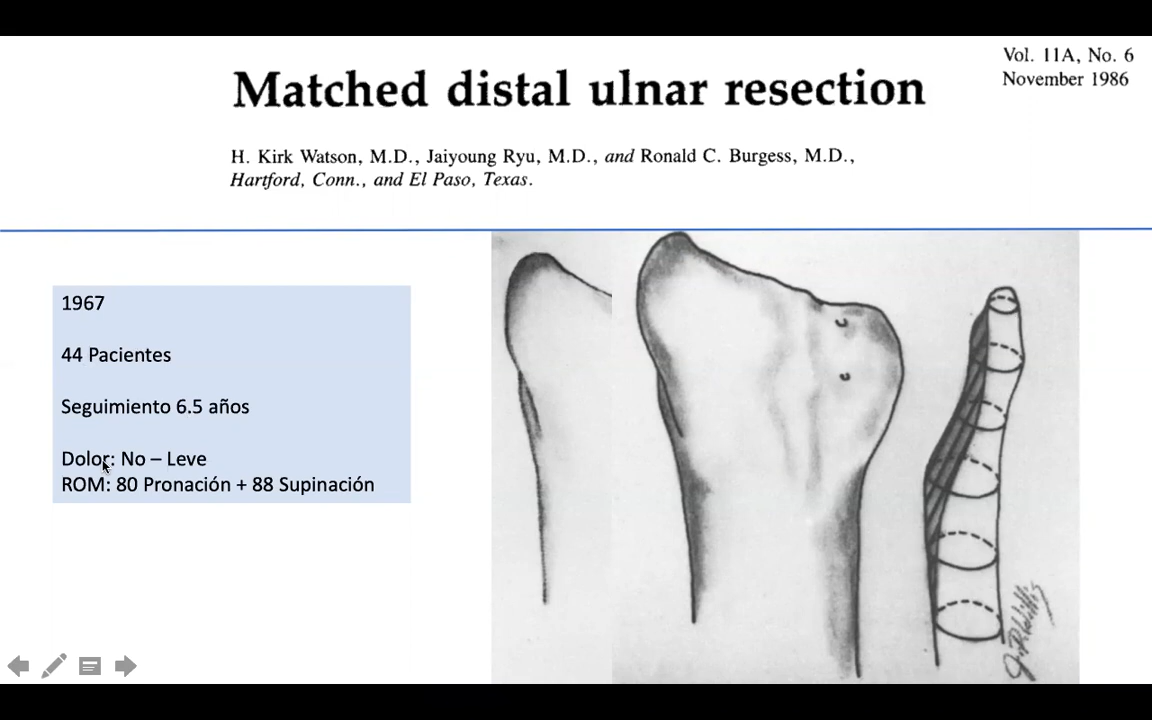 Matched distal ulnar resection
Vol. 11A, No. 6
November 1986
H. Kirk Watson, M.D., Jaiyoung Ryu, M.D., and Ronald C. Burgess, M.D.,
Hartford, Conn., and El Paso, Texas.
1967
44 Pacientes
Seguimiento 6.5 años
Dolor: No – Leve
ROM: 80 Pronación + 88 Supinación